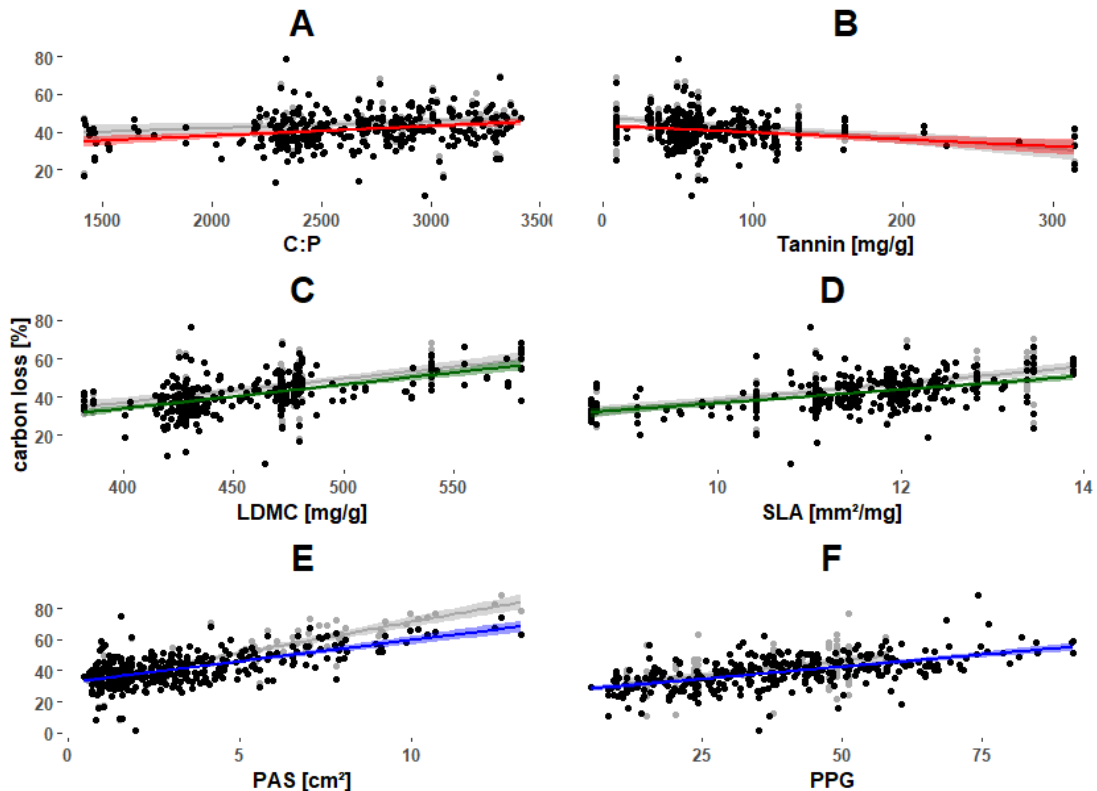 A
B
80
60
40
20
1500 2000 2500 3000 3500
0 100 200 300
C:P
Tannin [mg/g]
C
D
carbon loss [%]
80
60
40
20
400 450 500 550
10 12 14
LDMC [mg/g]
SLA [mm²/mg]
E
F
80
60
40
20
0
0 5 10
25 50 75
PAS [cm²]
PPG